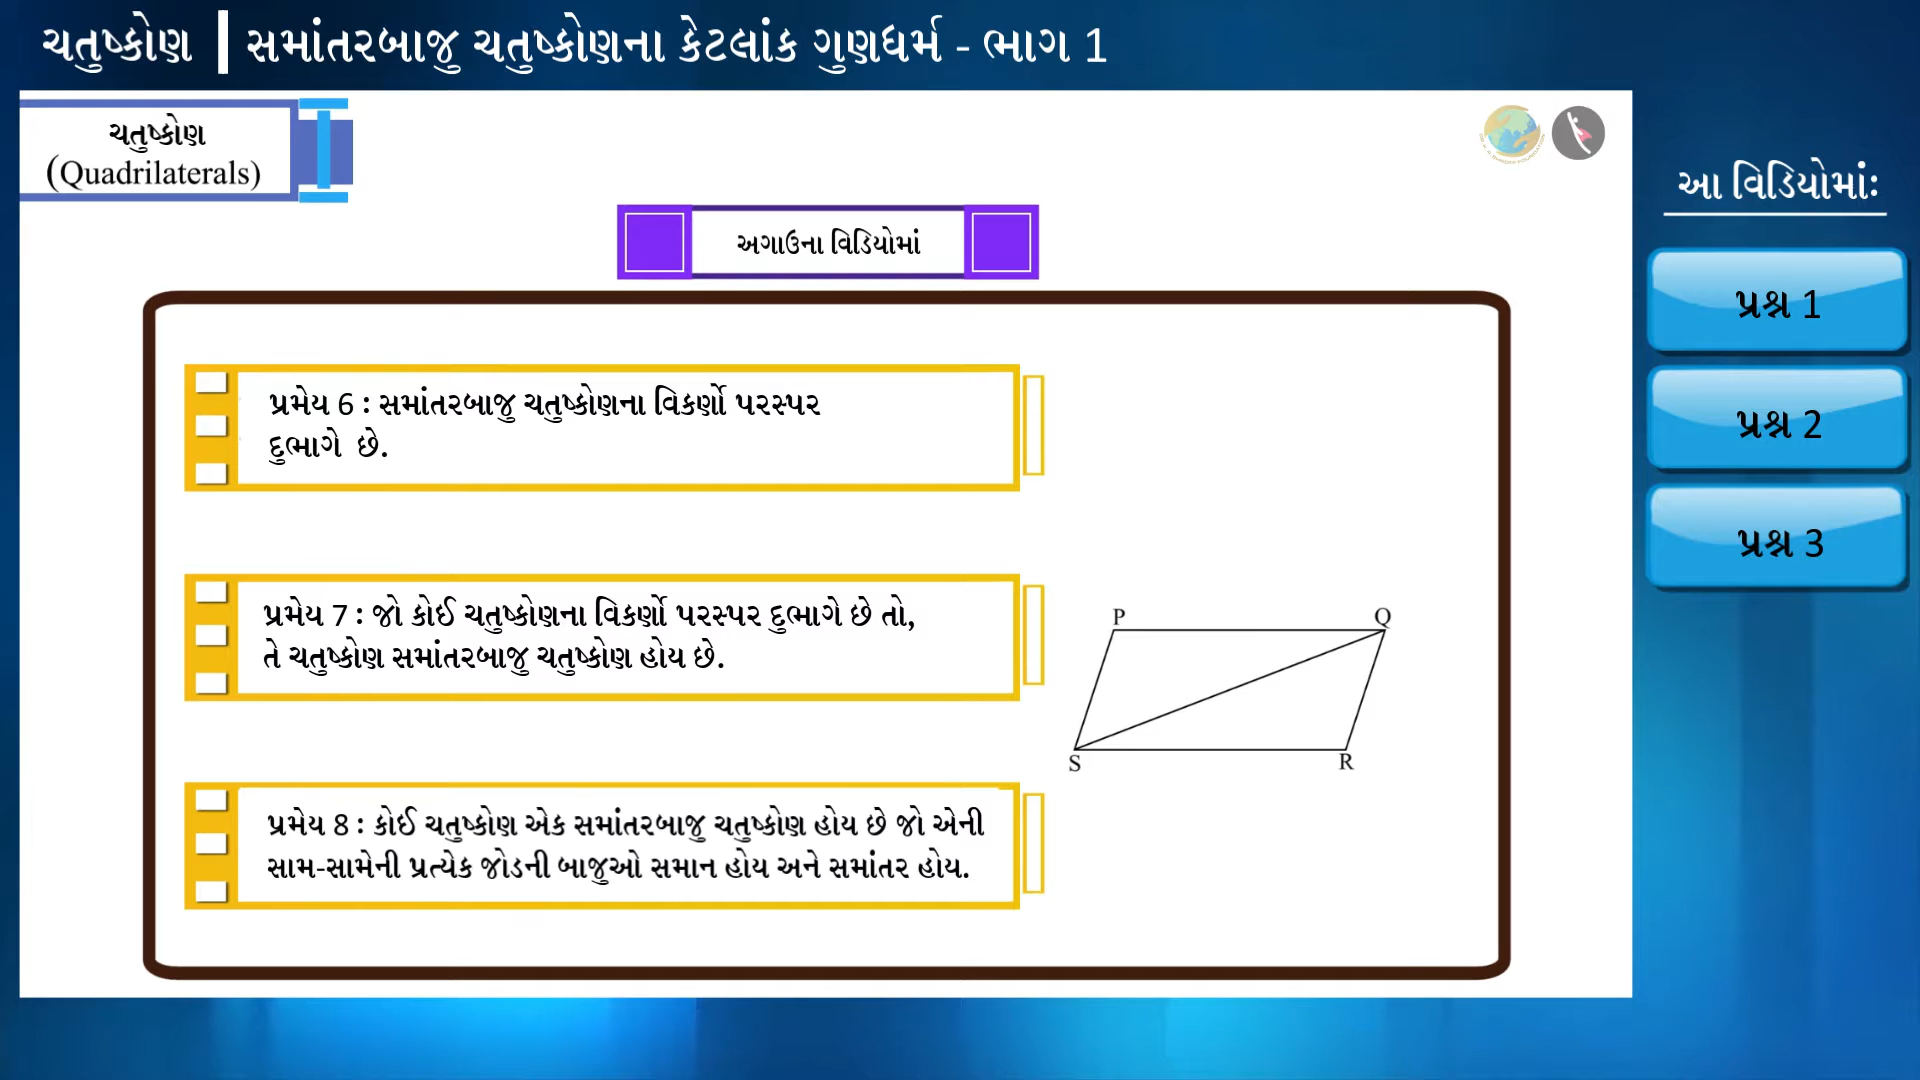 ચતુષ્કોણ | સમાંતરબાજુ ચતુષ્કોણના કેટલાંક ગુણધર્મ - ભાગ 1
ચતુષ્કોણ
(Quadrilaterals)
અગાઉના વિડિયોમાં
પ્રમેય 6 : સમાંતરબાજુ ચતુષ્કોણના વિકર્ણો પરસ્પર
દુભાગે છે.
પ્રમેય 7 : જો કોઈ ચતુષ્કોણના વિકર્ણો પરસ્પર દુભાગે છે તો,
તે ચતુષ્કોણ સમાંતરબાજુ ચતુષ્કોણ હોય છે.
પ્રમેય 8 : કોઈ ચતુષ્કોણ એક સમાંતરબાજુ ચતુષ્કોણ હોય છે જો એની
સામ-સામેની પ્રત્યેક જોડની બાજુઓ સમાન હોય અને સમાંતર હોય.
P
Q
S
R
આ વિડિયોમાં:
પ્રશ્ન 1
પ્રશ્ન 2
પ્રશ્ન 3